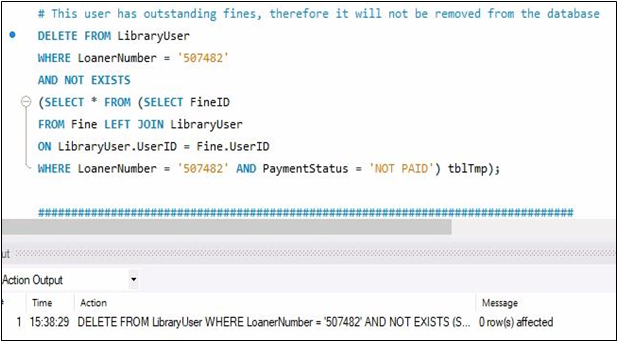 # This user has outstanding fines, therefore it will not be removed from the database
DELETE FROM LibraryUser
WHERE LoanerNumber = '507482'
AND NOT EXISTS
(SELECT * FROM (SELECT FineID
FROM Fine LEFT JOIN LibraryUser
ON LibraryUser.UserID = Fine.UserID
WHERE LoanerNumber = '507482' AND PaymentStatus = 'NOT PAID') tblTmp);
################################################################################
ut
Action Output
Time Action Message
1 15:38:29 DELETE FROM LibraryUser WHERE LoanerNumber = '507482' AND NOT EXISTS (S... 0 row(s) affected